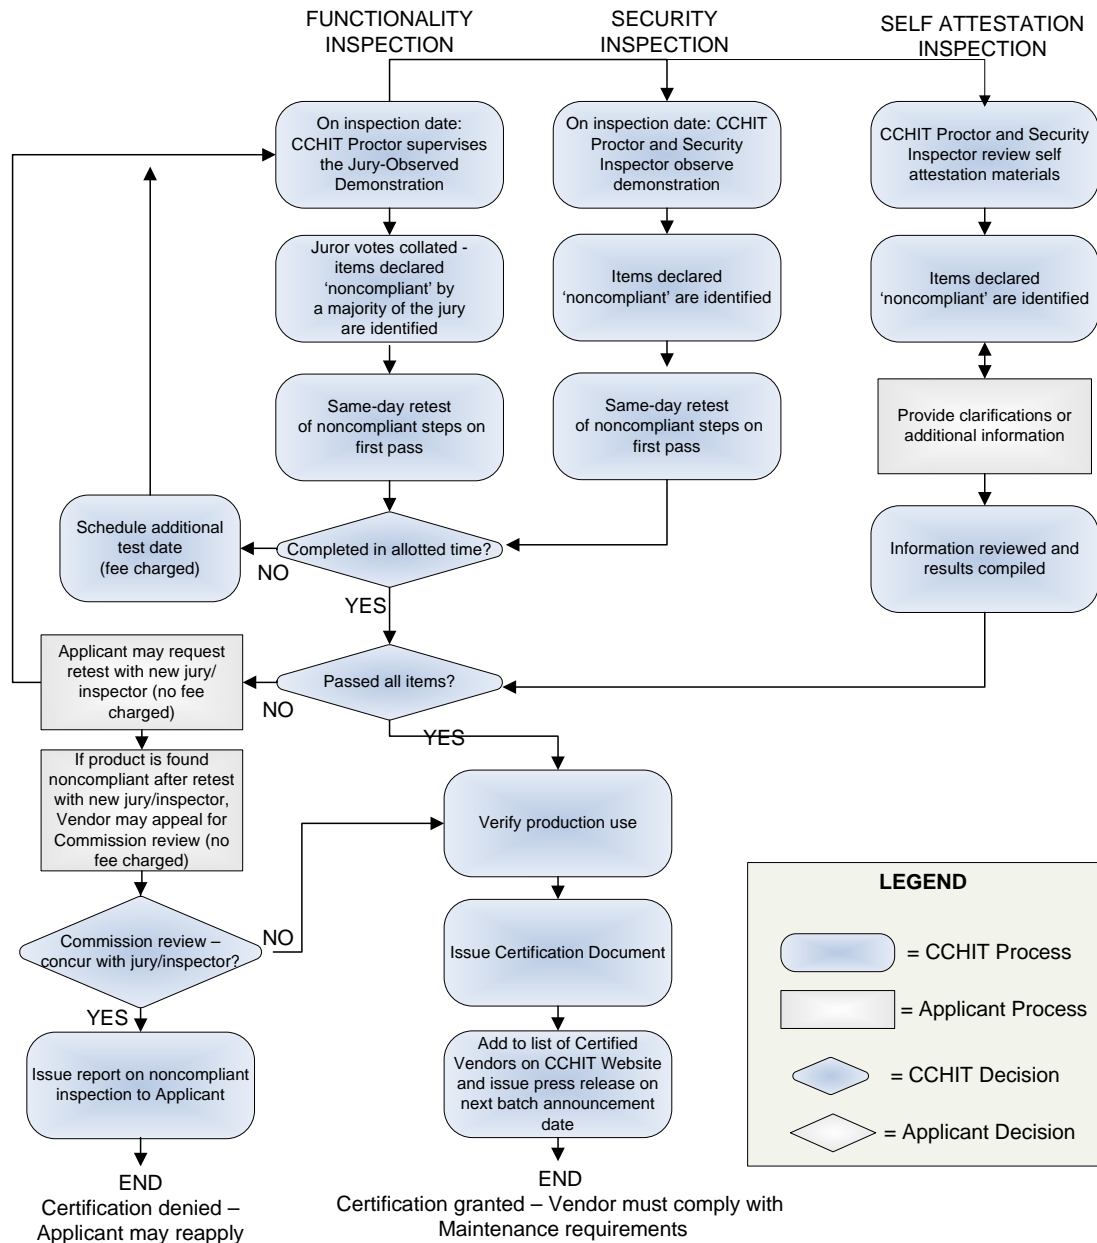 FUNCTIONALITY
INSPECTION
SECURITY
INSPECTION
SELF ATTESTATION
INSPECTION
On inspection date:
CCHIT Proctor supervises
the Jury-Observed
Demonstration
On inspection date: CCHIT
Proctor and Security
Inspector observe
demonstration
CCHIT Proctor and Security
Inspector review self
attestation materials
Juror votes collated -
items declared
‘noncompliant’ by
a majority of the jury
are identified
Items declared
‘noncompliant’ are identified
Items declared
‘noncompliant’ are identified
Same-day retest
of noncompliant steps on
first pass
Same-day retest
of noncompliant steps on
first pass
Provide clarifications or
additional information
Schedule additional
test date
(fee charged)
NO
Completed in allotted time?
YES
Information reviewed and
results compiled
Applicant may request
retest with new jury/
inspector (no fee
charged)
NO
Passed all items?
YES
If product is found
noncompliant after retest
with new jury/inspector,
Vendor may appeal for
Commission review (no
fee charged)
Verify production use
Commission review –
concur with jury/inspector?
NO
YES
Issue Certification Document
Issue report on noncompliant
inspection to Applicant
Add to list of Certified
Vendors on CCHIT Website
and issue press release on
next batch announcement
date
END
Certification denied –
Applicant may reapply
END
Certification granted – Vendor must comply with
Maintenance requirements
LEGEND
= CCHIT Process
= Applicant Process
= CCHIT Decision
= Applicant Decision